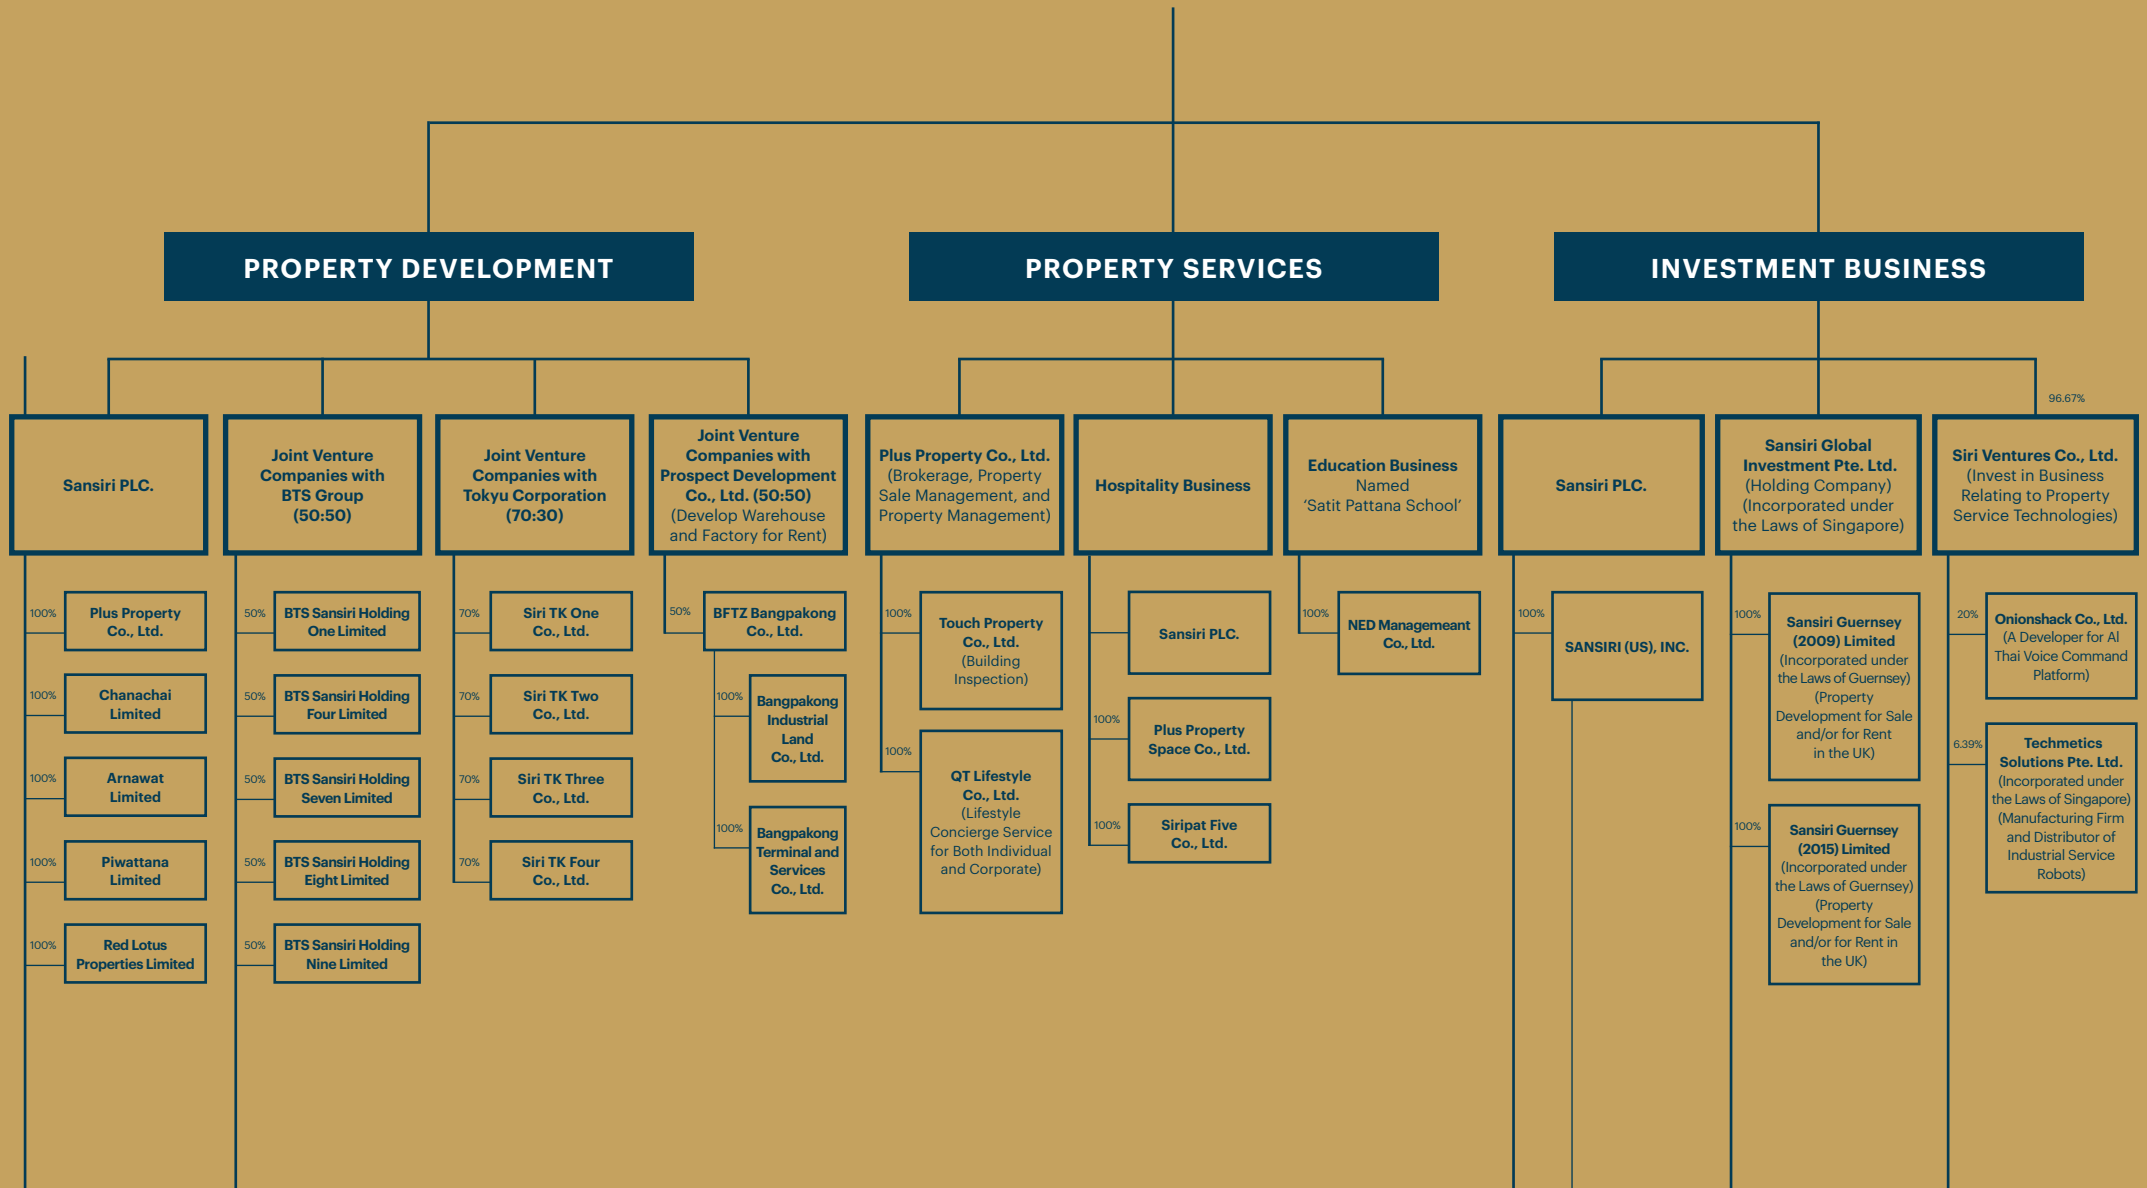 PROPERTY DEVELOPMENT
PROPERTY SERVICES
INVESTMENT BUSINESS
Sansiri PLC.
100%
Plus Property
Co., Ltd.
100%
Chanachai
Limited
100%
Arnawat
Limited
100%
Piwattana
Limited
100%
Red Lotus
Properties Limited
Joint Venture
Companies with
BTS Group
(50:50)
50%
BTS Sansiri Holding
One Limited
50%
BTS Sansiri Holding
Four Limited
50%
BTS Sansiri Holding
Seven Limited
50%
BTS Sansiri Holding
Eight Limited
50%
BTS Sansiri Holding
Nine Limited
Joint Venture
Companies with
Tokyu Corporation
(70:30)
70%
Siri TK One
Co., Ltd.
70%
Siri TK Two
Co., Ltd.
70%
Siri TK Three
Co., Ltd.
70%
Siri TK Four
Co., Ltd.
Joint Venture
Companies with
Prospect Development
Co., Ltd. (50:50)
(Develop Warehouse
and Factory for Rent)
50%
BFTZ Bangpakong
Co., Ltd.
100%
Bangpakong
Industrial
Land
Co., Ltd.
100%
Bangpakong
Terminal and
Services
Co., Ltd.
Plus Property Co., Ltd.
(Brokerage, Property
Sale Management, and
Property Management)
100%
Touch Property
Co., Ltd.
(Building
Inspection)
100%
QT Lifestyle
Co., Ltd.
(Lifestyle
Concierge Service
for Both Individual
and Corporate)
Hospitality Business
Sansiri PLC.
100%
Plus Property
Space Co., Ltd.
100%
Siripat Five
Co., Ltd.
Education Business
Named
‘Satit Pattana School’
100%
NED Managemeant
Co., Ltd.
Sansiri PLC.
100%
SANSIRI (US), INC.
Sansiri Global
Investment Pte. Ltd.
(Holding Company)
(Incorporated under
the Laws of Singapore)
100%
Sansiri Guernsey
(2009) Limited
(Incorporated under
the Laws of Guernsey)
(Property
Development for Sale
and/or for Rent
in the UK)
100%
Sansiri Guernsey
(2015) Limited
(Incorporated under
the Laws of Guernsey)
(Property
Development for Sale
and/or for Rent in
the UK)
96.67%
Siri Ventures Co., Ltd.
(Invest in Business
Relating to Property
Service Technologies)
20%
Onionshack Co., Ltd.
(A Developer for AI
Thai Voice Command
Platform)
6.39%
Techmetics
Solutions Pte. Ltd.
(Incorporated under
the Laws of Singapore)
(Manufacturing Firm
and Distributor of
Industrial Service
Robots)